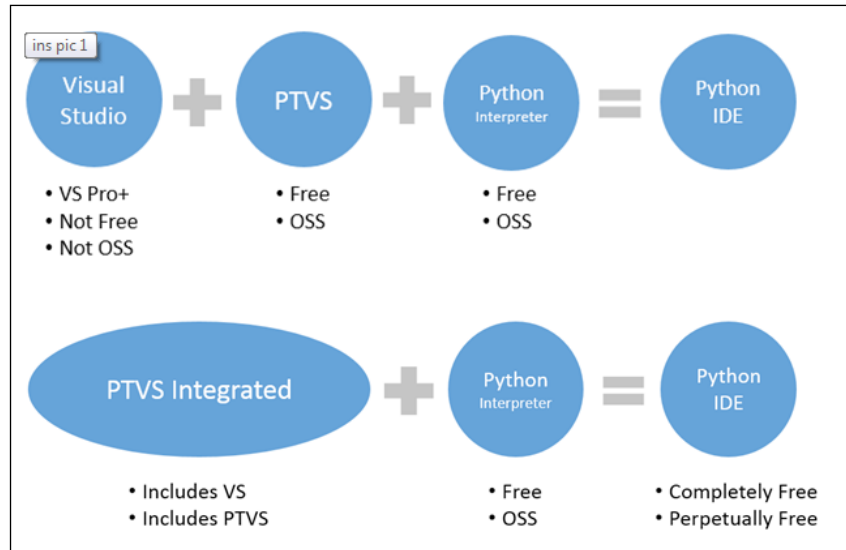 ins pic 1
Visual
Studio
PTVS
Python
Interpreter
Python
IDE
• VS Pro+
• Not Free
• Not OSS
• Free
• OSS
• Free
• OSS
PTVS Integrated
Python
Interpreter
Python
IDE
• Includes VS
• Includes PTVS
• Free
• OSS
• Completely Free
• Perpetually Free